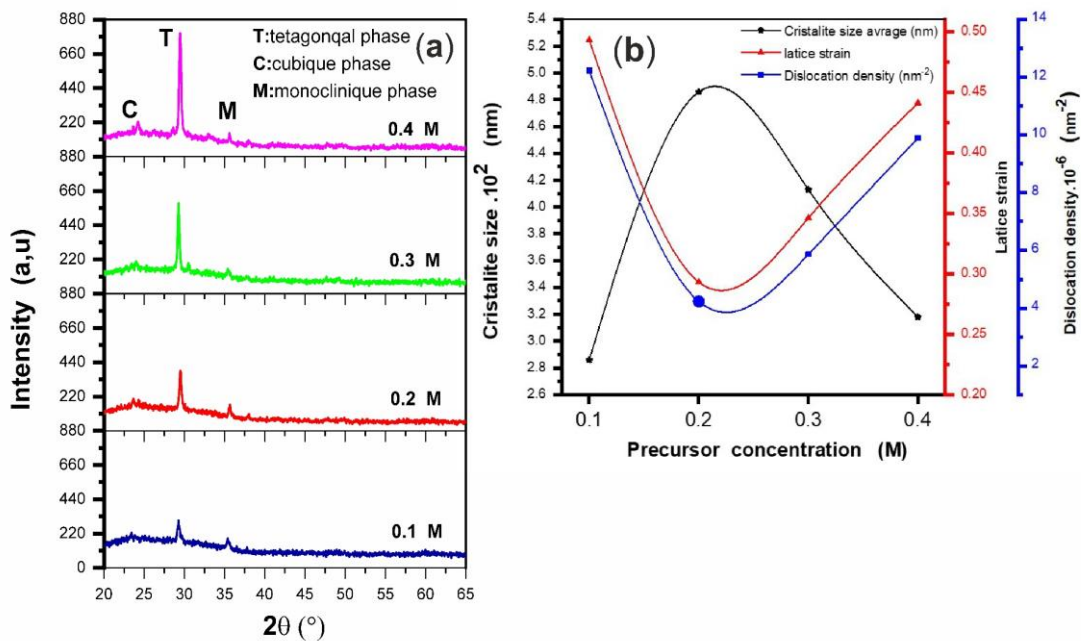 (a)
T:tetagonqal phase
C:cubique phase
M:monoclinique phase
T
C
M
880
660
440
220
0.4 M
880
660
440
220
0.3 M
880
660
440
220
0.2 M
880
660
440
220
0
0.1 M
20 25 30 35 40 45 50 55 60 65
2θ (°)
Intensity (a,u)
(b)
Cristalite size avrage (nm)
latice strain
Dislocation density (nm-2)
5.4
5.2
5.0
4.8
4.6
4.4
4.2
4.0
3.8
3.6
3.4
3.2
3.0
2.8
2.6
Cristalite size .10² (nm)
0.1 0.2 0.3 0.4
Precursor concentration (M)
0.50
0.45
0.40
0.35
0.30
0.25
0.20
Latice strain
14
12
10
8
6
4
2
Dislocation density.10-6 (nm-2)